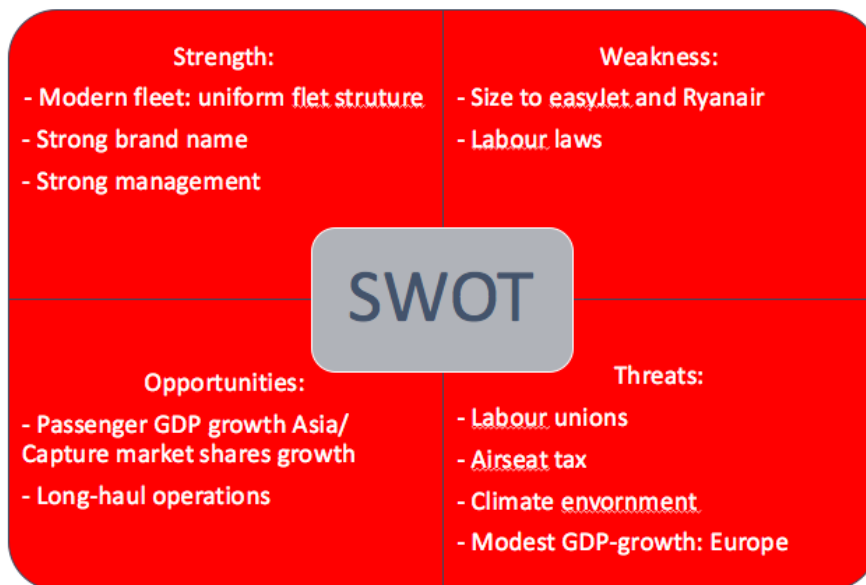 Strength:
- Modern fleet: uniform flet struture
- Strong brand name
- Strong management
Weakness:
- Size to easyJet and Ryanair
- Labour laws
SWOT
Opportunities:
- Passenger GDP growth Asia/
Capture market shares growth
- Long-haul operations
Threats:
- Labour unions
- Airseat tax
- Climate envornment
- Modest GDP-growth: Europe